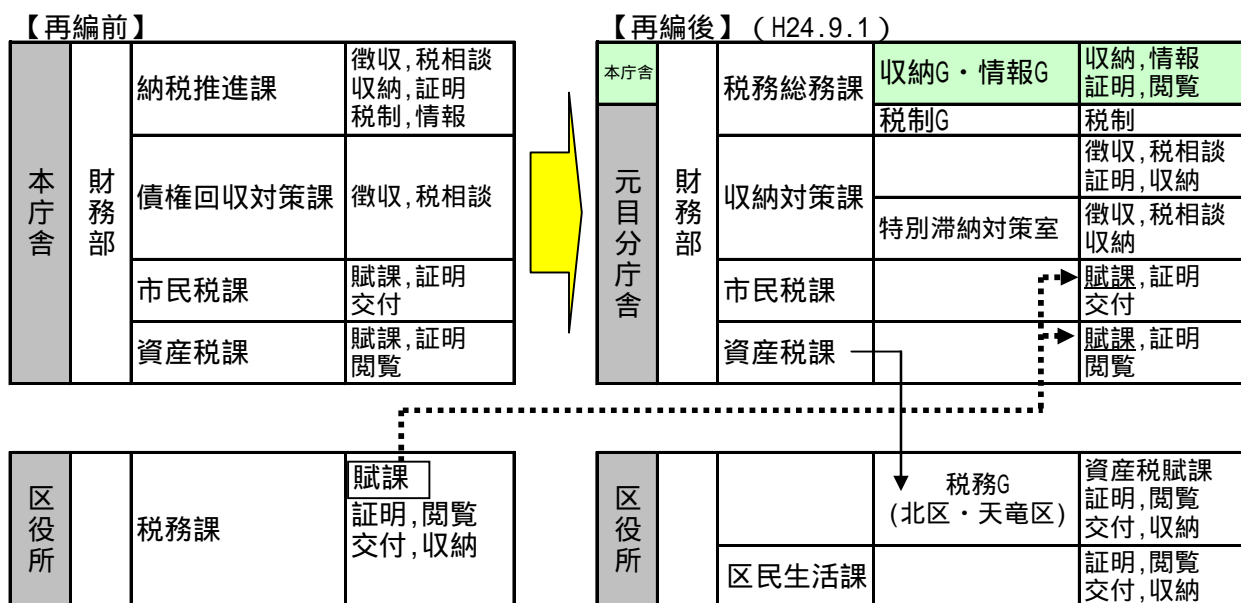 【再編前】
本庁舎
財務部
納税推進課
徴収,税相談
収納,証明
税制,情報
債権回収対策課
徴収,税相談
市民税課
賦課,証明
交付
資産税課
賦課,証明
閲覧
区役所
税務課
賦課
証明,閲覧
交付,収納
【再編後】(H24.9.1)
本庁舎
元目分庁舎
財務部
税務総務課
収納G・情報G
収納,情報
証明,閲覧
税制G
税制
収納対策課
徴収,税相談
証明,収納
特別滞納対策室
徴収,税相談
収納
市民税課
賦課,証明
交付
資産税課
賦課,証明
閲覧
区役所
税務G
(北区・天竜区)
資産税賦課
証明,閲覧
交付,収納
区民生活課
証明,閲覧
交付,収納